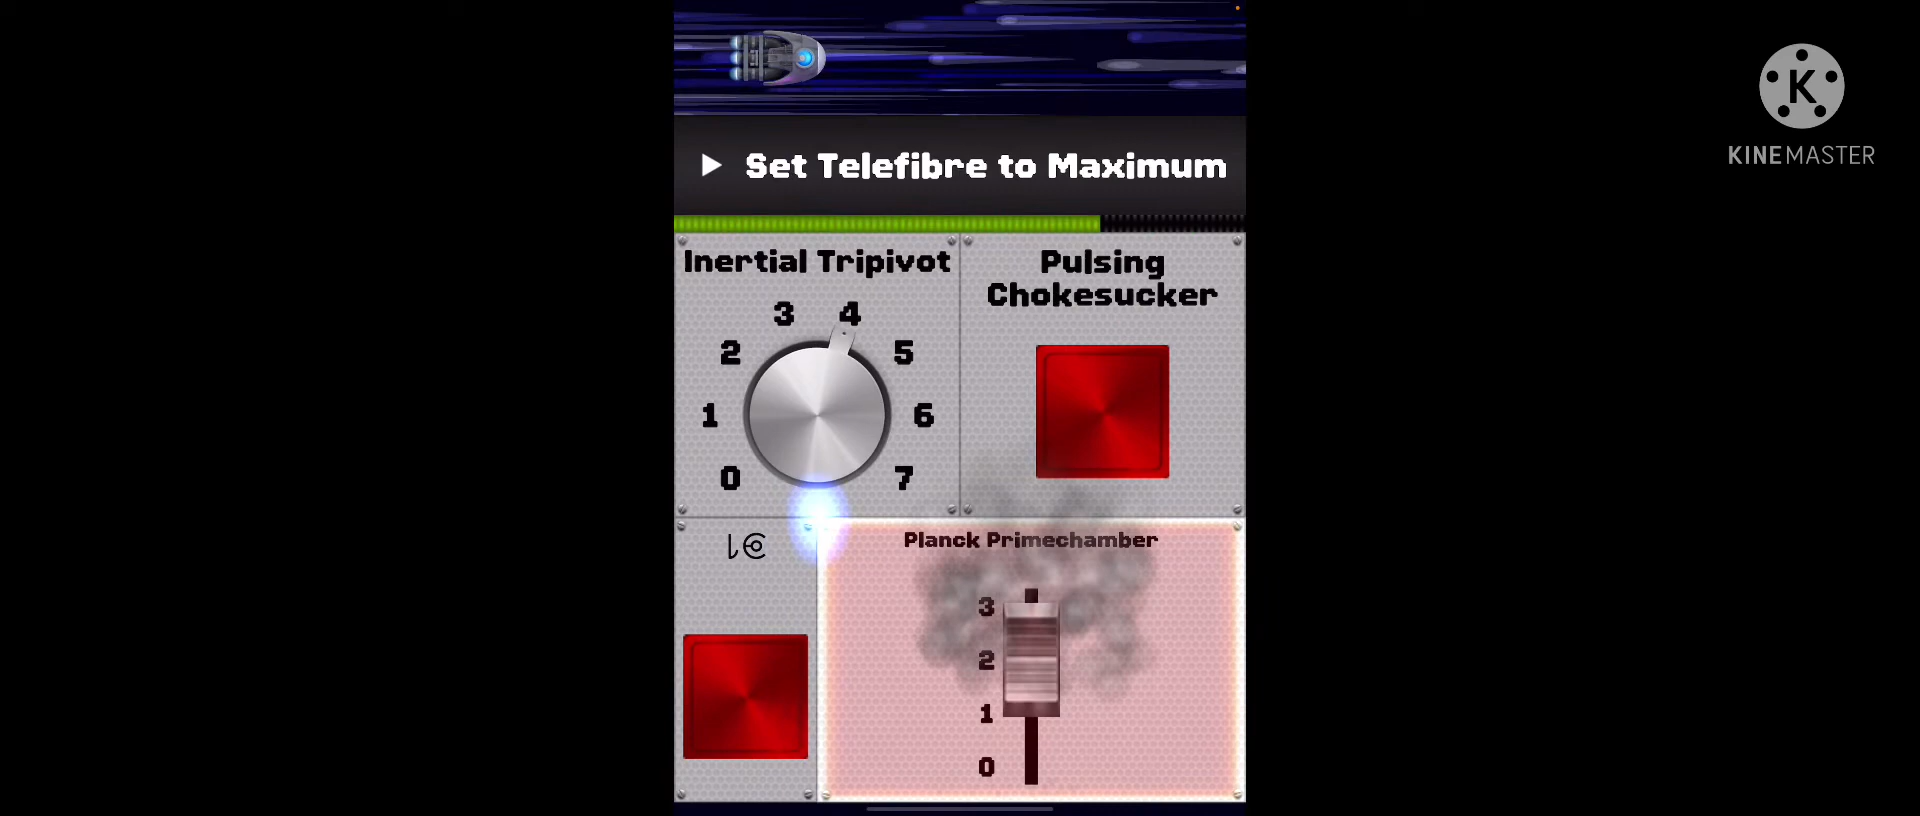 Set Telefibre to Maximum
Inertial Tripivot
Pulsing
Chokesucker
3 4
2 5
1 6
0 7
Planck Primechamber
3
2
1
0
K
KINEMASTER